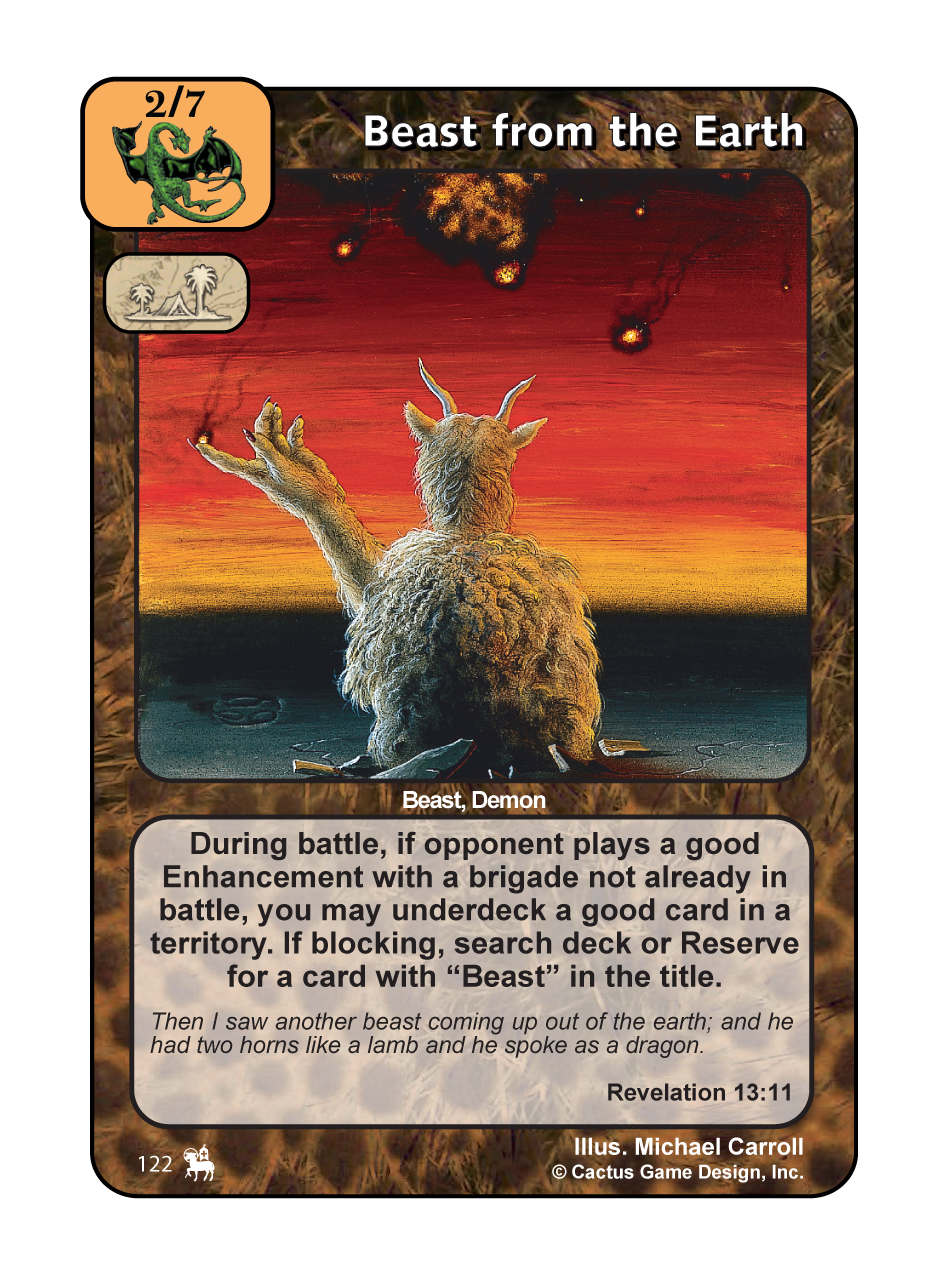 2/7
Beast from the Earth
Beast, Demon
During battle, if opponent plays a good
Enhancement with a brigade not already in
battle, you may underdeck a good card in a
territory. If blocking, search deck or Reserve
for a card with “Beast” in the title.
Then I saw another beast coming up out of the earth; and he
had two horns like a lamb and he spoke as a dragon.
Revelation 13:11
122
Illus. Michael Carroll
© Cactus Game Design, Inc.